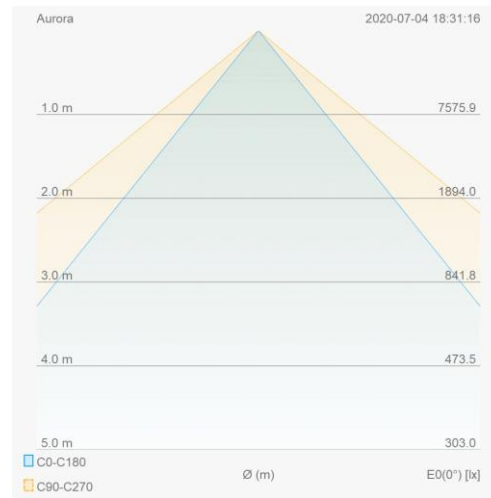 Aurora 2020-07-04 18:31:16
1.0 m 7575.9
2.0 m 1894.0
3.0 m 841.8
4.0 m 473.5
5.0 m 303.0
C0-C180
Ø (m) E0(0°) [lx]
C90-C270